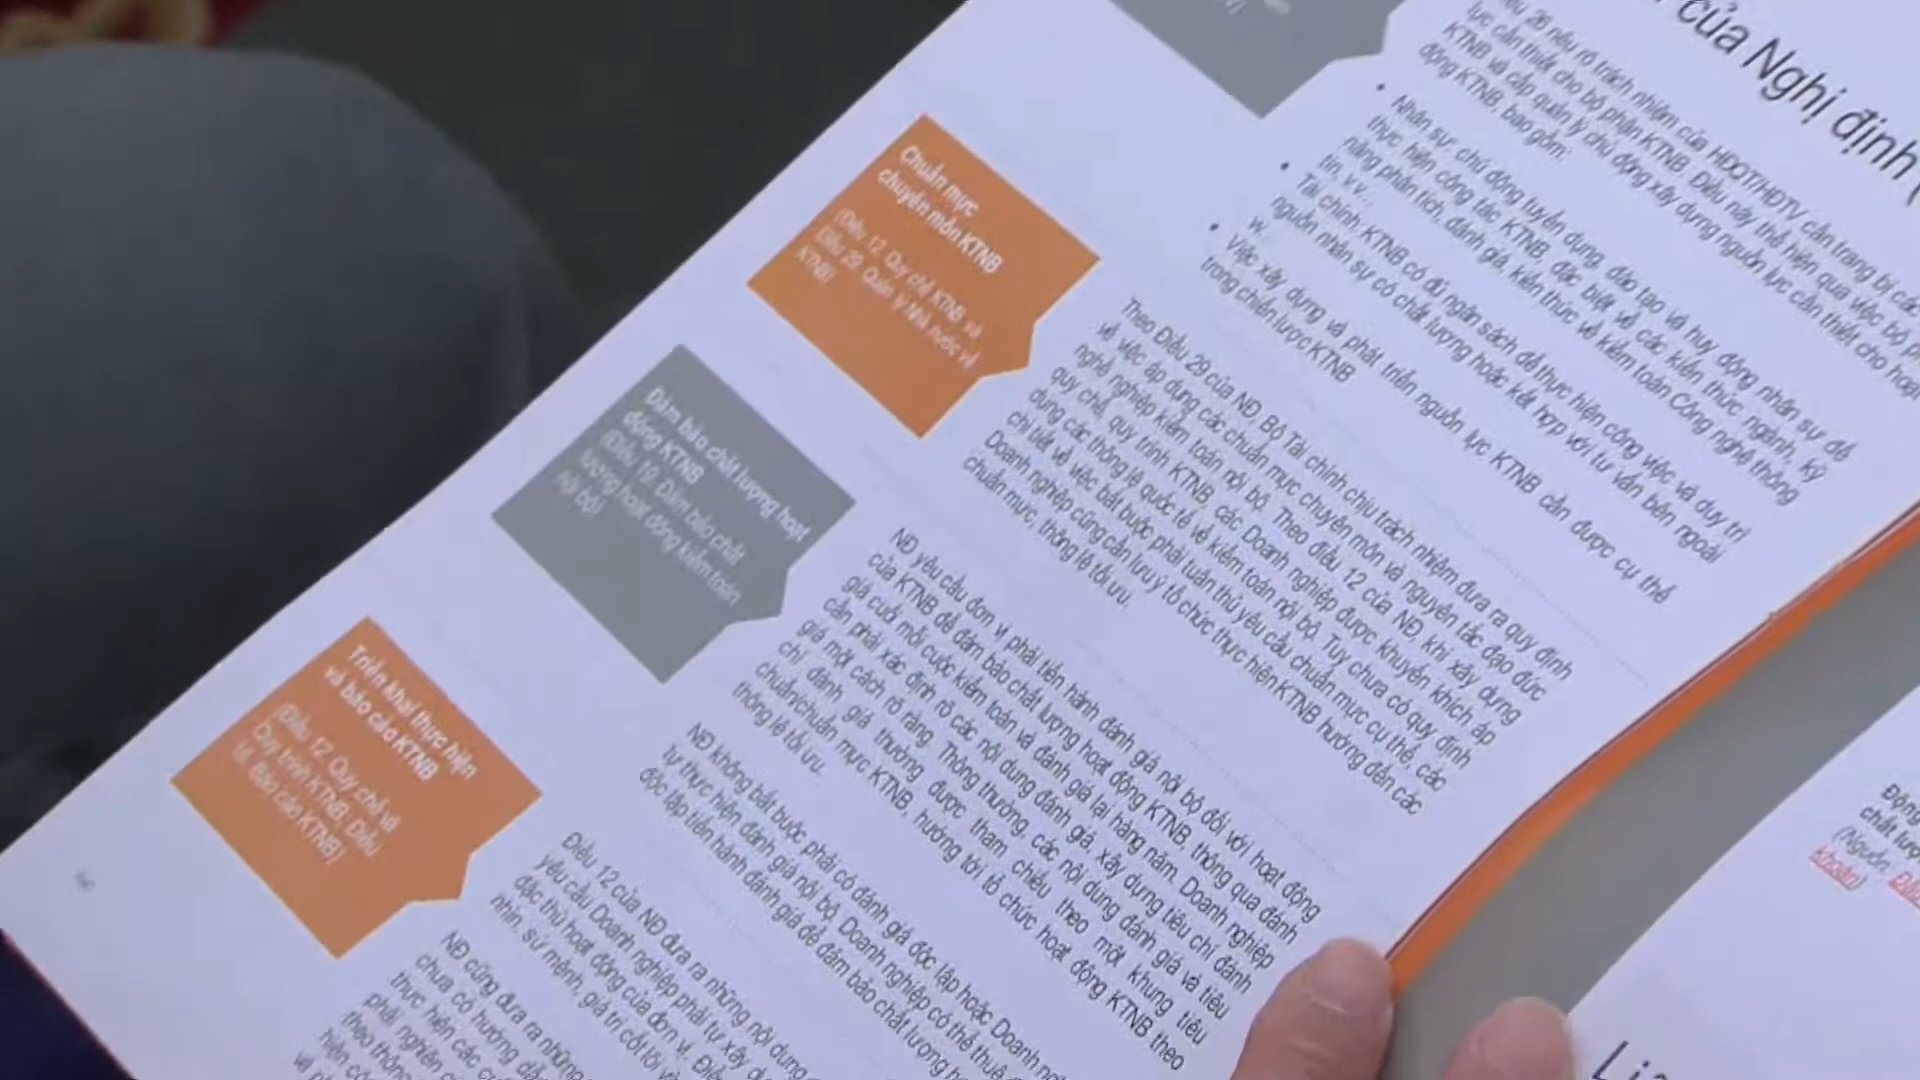 của Nghị định (
26 nêu rõ trách nhiệm của HĐQT/HĐTV cần trang bị các
lực cần thiết cho bộ phận KTNB. Điều này thể hiện qua việc bộ
KTNB và cấp quản lý chủ động xây dựng nguồn lực cần thiết cho hoạt
động KTNB, bao gồm:
• Nhân sự: chủ động tuyển dụng, đào tạo và huy động nhân sự để
thực hiện công tác KTNB, đặc biệt về các kiến thức ngành, kỹ
năng phân tích, đánh giá, kiến thức về kiểm toán Công nghệ thông
tin, v.v..
• Tài chính: KTNB có đủ ngân sách để thực hiện công việc và duy trì
nguồn nhân sự có chất lượng hoặc kết hợp với tư vấn bên ngoài
vv..
• Việc xây dựng và phát triển nguồn lực KTNB cần được cụ thể
trong chiến lược KTNB
Chuẩn mực
chuyên môn KTNB
(Điều 12. Quy chế KTNB và
Điều 29. Quản lý Nhà nước về
KTNB)
Theo Điều 29 của NĐ, Bộ Tài chính chịu trách nhiệm đưa ra quy định
về việc áp dụng các chuẩn mực chuyên môn và nguyên tắc đạo đức
nghề nghiệp kiểm toán nội bộ. Theo điều 12 của NĐ, khi xây dựng
quy chế, quy trình KTNB, các Doanh nghiệp được khuyến khích áp
dụng các thông lệ quốc tế về kiểm toán nội bộ. Tuy chưa có quy định
chi tiết về việc bắt buộc phải tuân thủ yêu cầu chuẩn mực cụ thể, các
Doanh nghiệp cũng cần lưu ý tổ chức thực hiện KTNB hướng đến các
chuẩn mực, thông lệ tối ưu.
Đảm bảo chất lượng hoạt
động KTNB
(Điều 19. Đảm bảo chất
lượng hoạt động kiểm toán
nội bộ)
NĐ yêu cầu đơn vị phải tiến hành đánh giá nội bộ đối với hoạt động
của KTNB để đảm bảo chất lượng hoạt động KTNB, thông qua đánh
giá cuối mỗi cuộc kiểm toán và đánh giá lại hàng năm. Doanh nghiệp
cần phải xác định rõ các nội dung đánh giá, xây dựng tiêu chí đánh
giá một cách rõ ràng. Thông thường, các nội dung đánh giá và tiêu
chí đánh giá thường được tham chiếu theo một khung tiêu
chuẩn/chuẩn mực KTNB, hướng tới tổ chức hoạt động KTNB theo
thông lệ tối ưu.
NĐ không bắt buộc phải có đánh giá độc lập hoặc Doanh
tự thực hiện đánh giá nội bộ. Doanh nghiệp có thể thuê
độc lập tiến hành đánh giá để đảm bảo chất lượng
Triển khai thực hiện
và báo cáo KTNB
(Điều 12. Quy chế và
Quy trình KTNB. Điều
16. Báo cáo KTNB)
Điều 12 của NĐ đưa ra những nội dung
yêu cầu Doanh nghiệp phải tự xây
đặc thù hoạt động của đơn vị. Điều
nhìn, sứ mệnh, giá trị cốt lõi
NĐ cũng đưa ra những
chưa có hướng dẫn
thực hiện các
phải nghiên
theo thông
hiện
Động
chất
(Nguồn:
khoán)